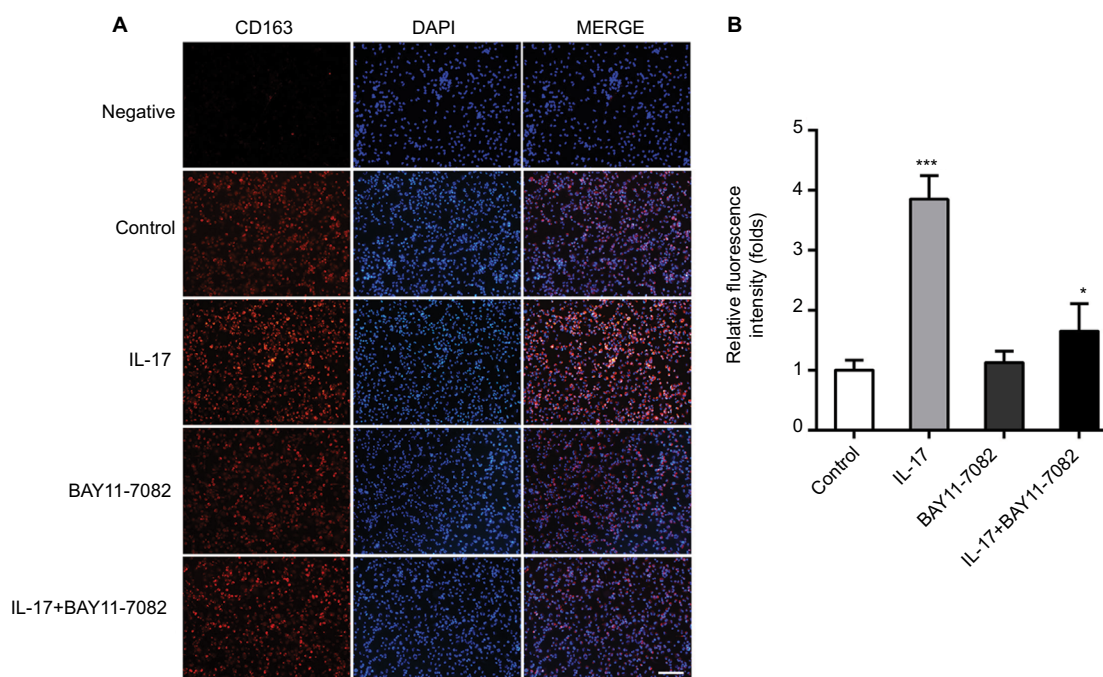 A
CD163 DAPI MERGE
Negative
Control
IL-17
BAY11-7082
IL-17+BAY11-7082
B
Relative fluorescence
intensity (folds)
5
4
3
2
1
0
***
*
Control
IL-17
BAY11-7082
IL-17+BAY11-7082